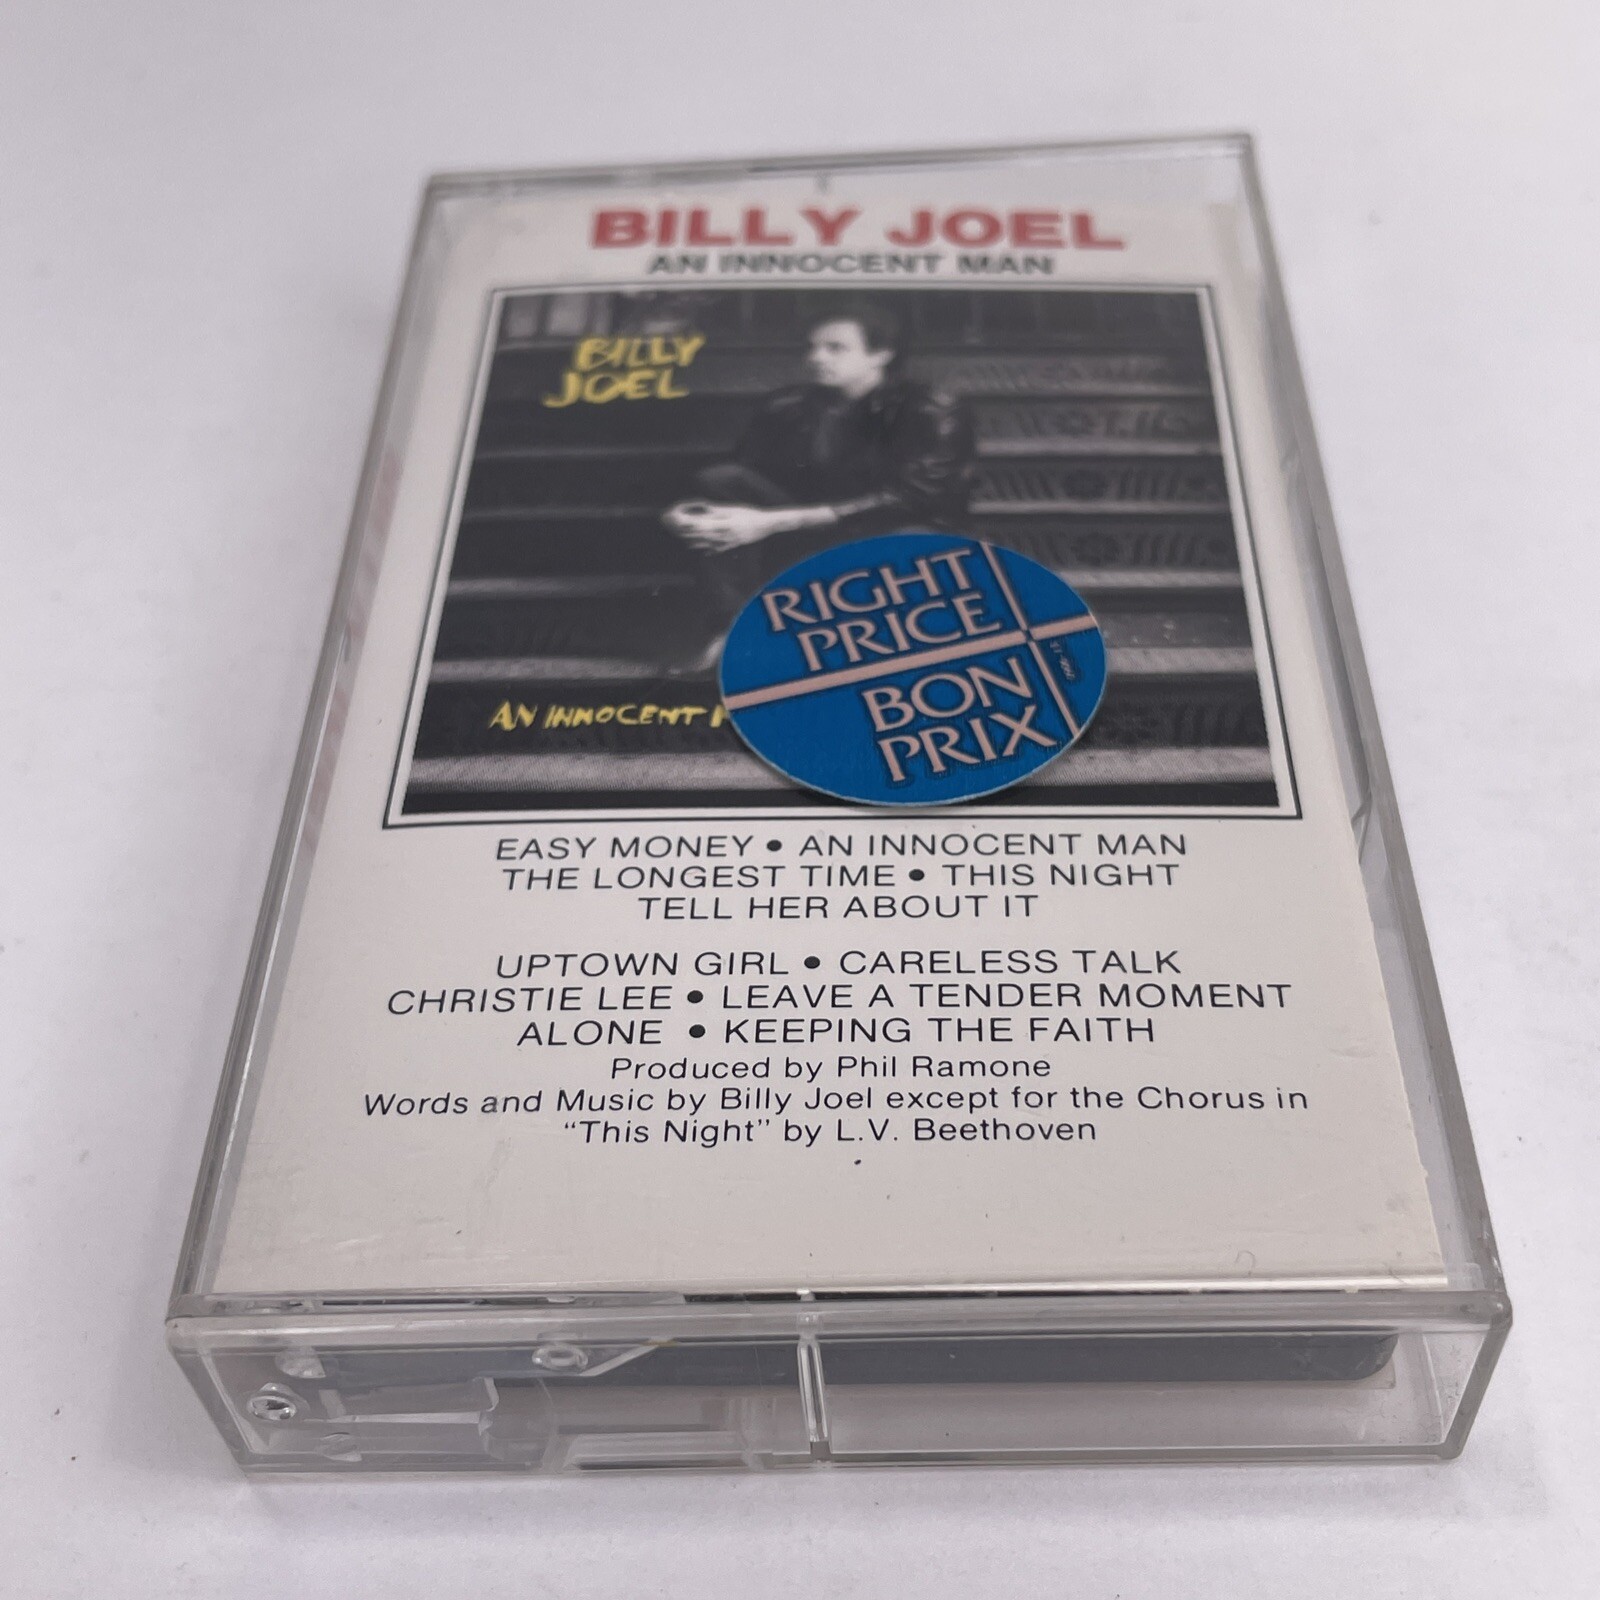 BILLY JOEL
AN INNOCENT MAN
BILLY
JOEL
AN INNOCENT
RIGHT
PRICE
BON
PRIX
EASY MONEY • AN INNOCENT MAN
THE LONGEST TIME • THIS NIGHT
TELL HER ABOUT IT
UPTOWN GIRL • CARELESS TALK
CHRISTIE LEE • LEAVE A TENDER MOMENT
ALONE • KEEPING THE FAITH
Produced by Phil Ramone
Words and Music by Billy Joel except for the Chorus in
“This Night” by L.V. Beethoven